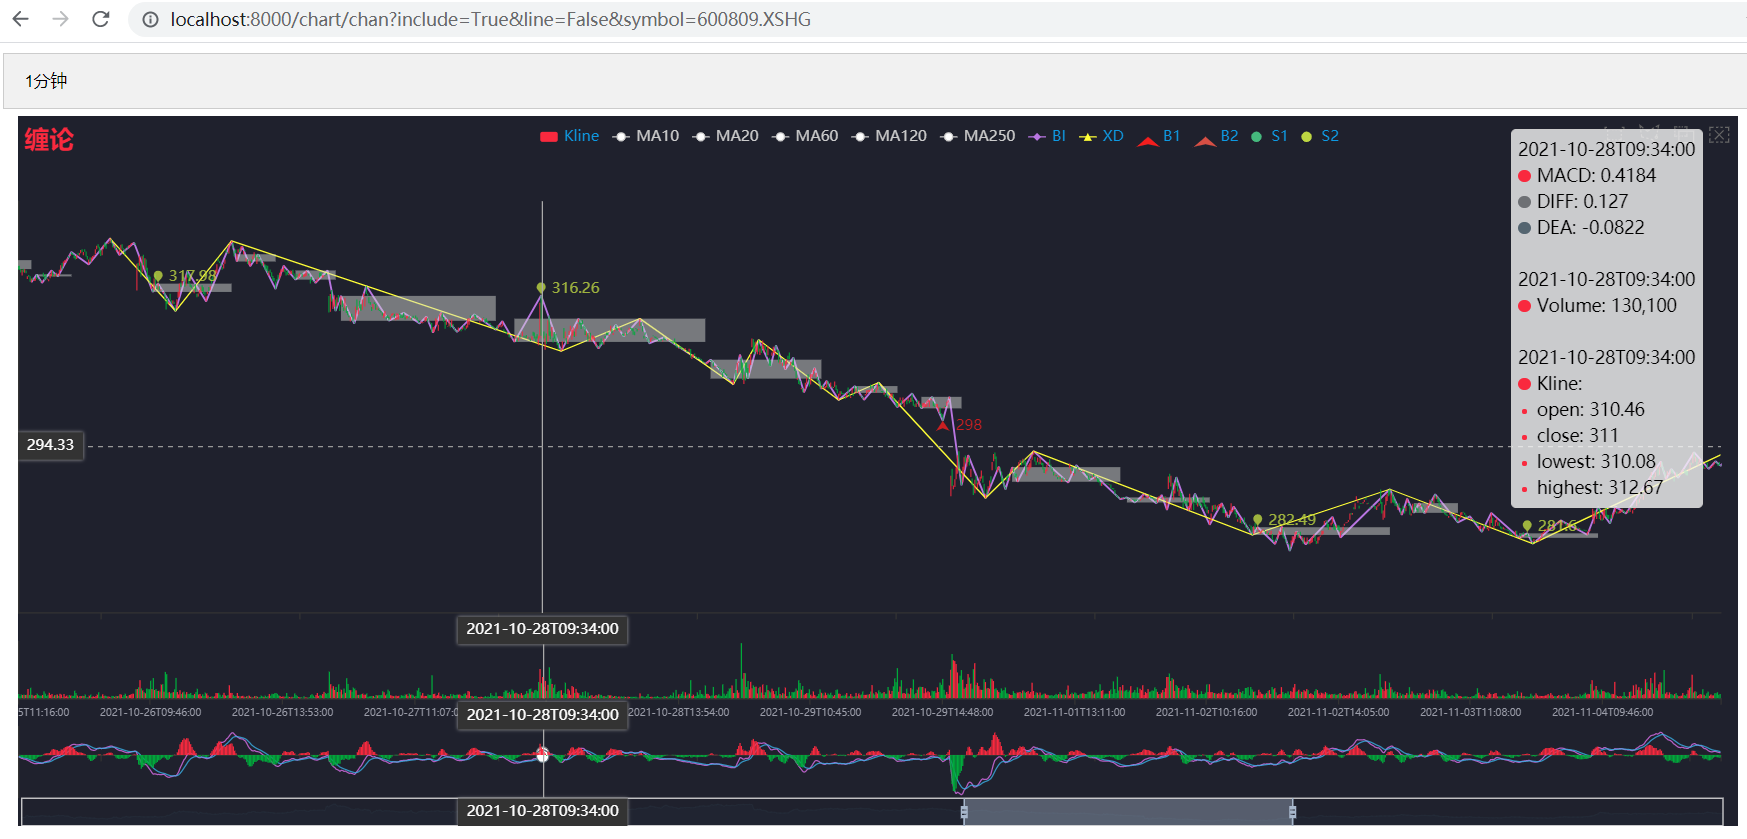 localhost:8000/chart/chan?include=True&line=False&symbol=600809.XSHG
1分钟
缠论
Kline MA10 MA20 MA60 MA120 MA250 BI XD B1 B2 S1 S2
2021-10-28T09:34:00
MACD: 0.4184
DIFF: 0.127
DEA: -0.0822
2021-10-28T09:34:00
Volume: 130,100
2021-10-28T09:34:00
Kline:
open: 310.46
close: 311
lowest: 310.08
highest: 312.67
317.98
316.26
298
294.33
282.49
281.6
2021-10-28T09:34:00
5T11:16:00 2021-10-26T09:46:00 2021-10-26T13:53:00 2021-10-27T11:07:0 2021-10-28T09:34:00 2021-10-28T13:54:00 2021-10-29T10:45:00 2021-10-29T14:48:00 2021-11-01T13:11:00 2021-11-02T10:16:00 2021-11-02T14:05:00 2021-11-03T11:08:00 2021-11-04T09:46:00
2021-10-28T09:34:00